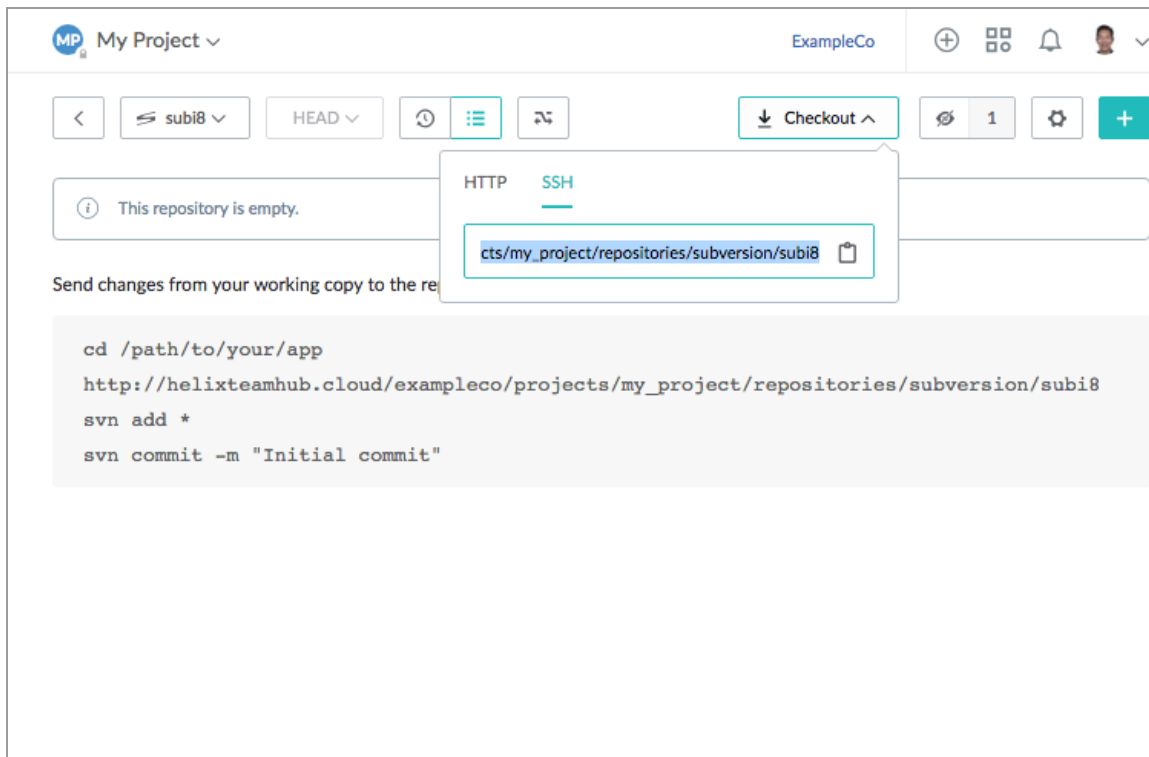 MP My Project
ExampleCo
subi8
HEAD
Checkout
1
HTTP SSH
cts/my_project/repositories/subversion/subi8
This repository is empty.
Send changes from your working copy to the
cd /path/to/your/app
http://helixteamhub.cloud/exampleco/projects/my_project/repositories/subversion/subi8
svn add *
svn commit -m "Initial commit"